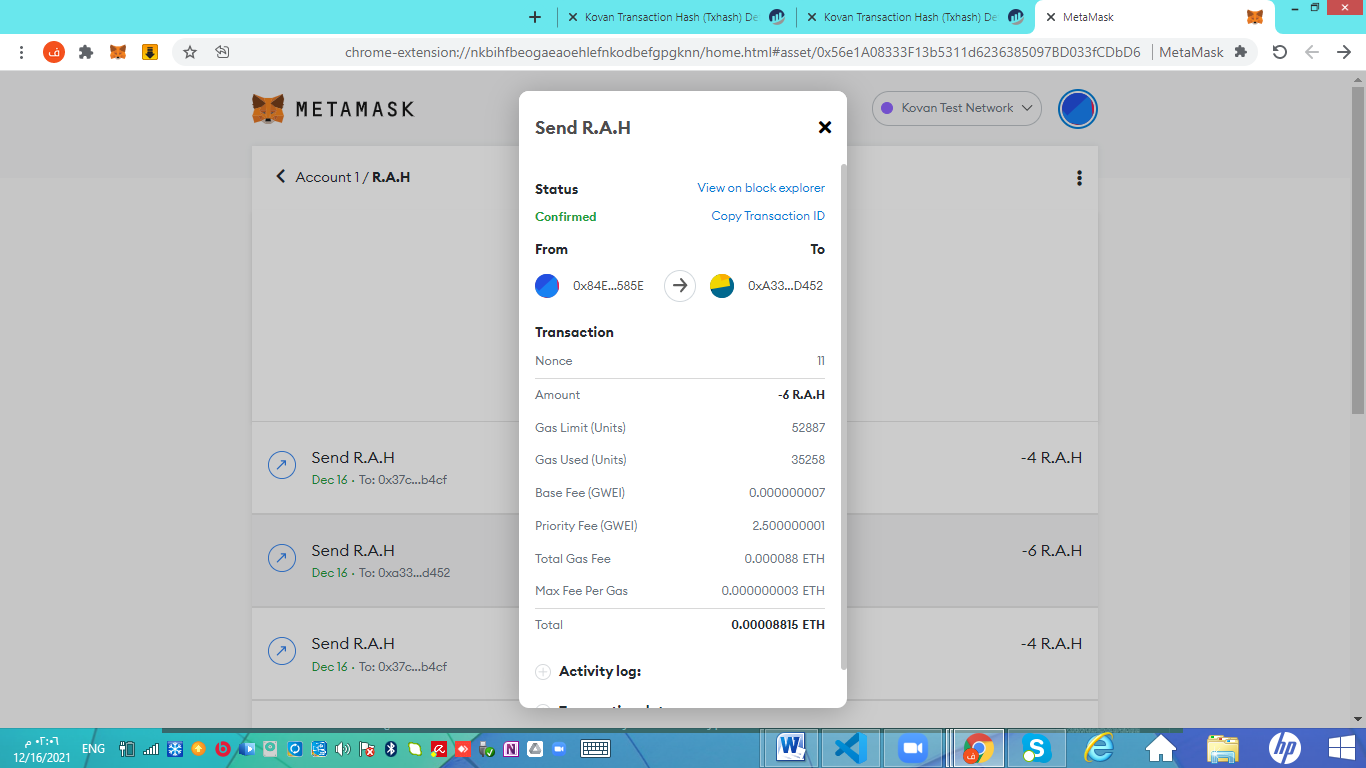 Kovan Transaction Hash (Txhash) De
Kovan Transaction Hash (Txhash) De
MetaMask
ف
chrome-extension://nkbihfbeogaeaoehlefnkodbefgpgknn/home.html#asset/0x56e1A08333F13b5311d6236385097BD033fCDbD6
MetaMask
METAMASK
Kovan Test Network
Account 1 / R.A.H
Send R.A.H
Status
View on block explorer
Confirmed
Copy Transaction ID
From
To
0x84E...585E
0xA33...D452
Transaction
Nonce
11
Amount
-6 R.A.H
Gas Limit (Units)
52887
Gas Used (Units)
35258
Base Fee (GWEI)
0.000000007
Priority Fee (GWEI)
2.500000001
Total Gas Fee
0.000088 ETH
Max Fee Per Gas
0.000000003 ETH
Total
0.00008815 ETH
Activity log:
Send R.A.H
Dec 16 · To: 0x37c...b4cf
-4 R.A.H
Send R.A.H
Dec 16 · To: 0xa33...d452
-6 R.A.H
Send R.A.H
Dec 16 · To: 0x37c...b4cf
-4 R.A.H
م ٠٢:٠٦
12/16/2021
ENG
hp